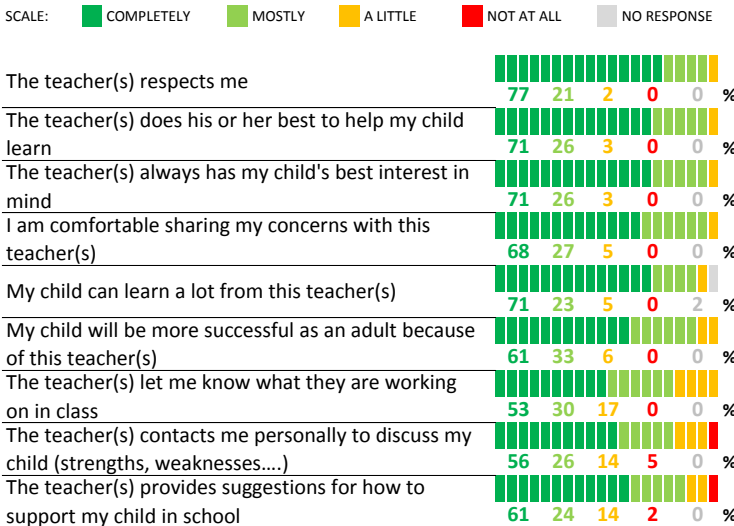 SCALE: COMPLETELY MOSTLY A LITTLE NOT AT ALL NO RESPONSE
The teacher(s) respects me
77 21 2 0 0 %
The teacher(s) does his or her best to help my child
learn
71 26 3 0 0 %
The teacher(s) always has my child's best interest in
mind
71 26 3 0 0 %
I am comfortable sharing my concerns with this
teacher(s)
68 27 5 0 0 %
My child can learn a lot from this teacher(s)
71 23 5 0 2 %
My child will be more successful as an adult because
of this teacher(s)
61 33 6 0 0 %
The teacher(s) let me know what they are working
on in class
53 30 17 0 0 %
The teacher(s) contacts me personally to discuss my
child (strengths, weaknesses....)
56 26 14 5 0 %
The teacher(s) provides suggestions for how to
support my child in school
61 24 14 2 0 %